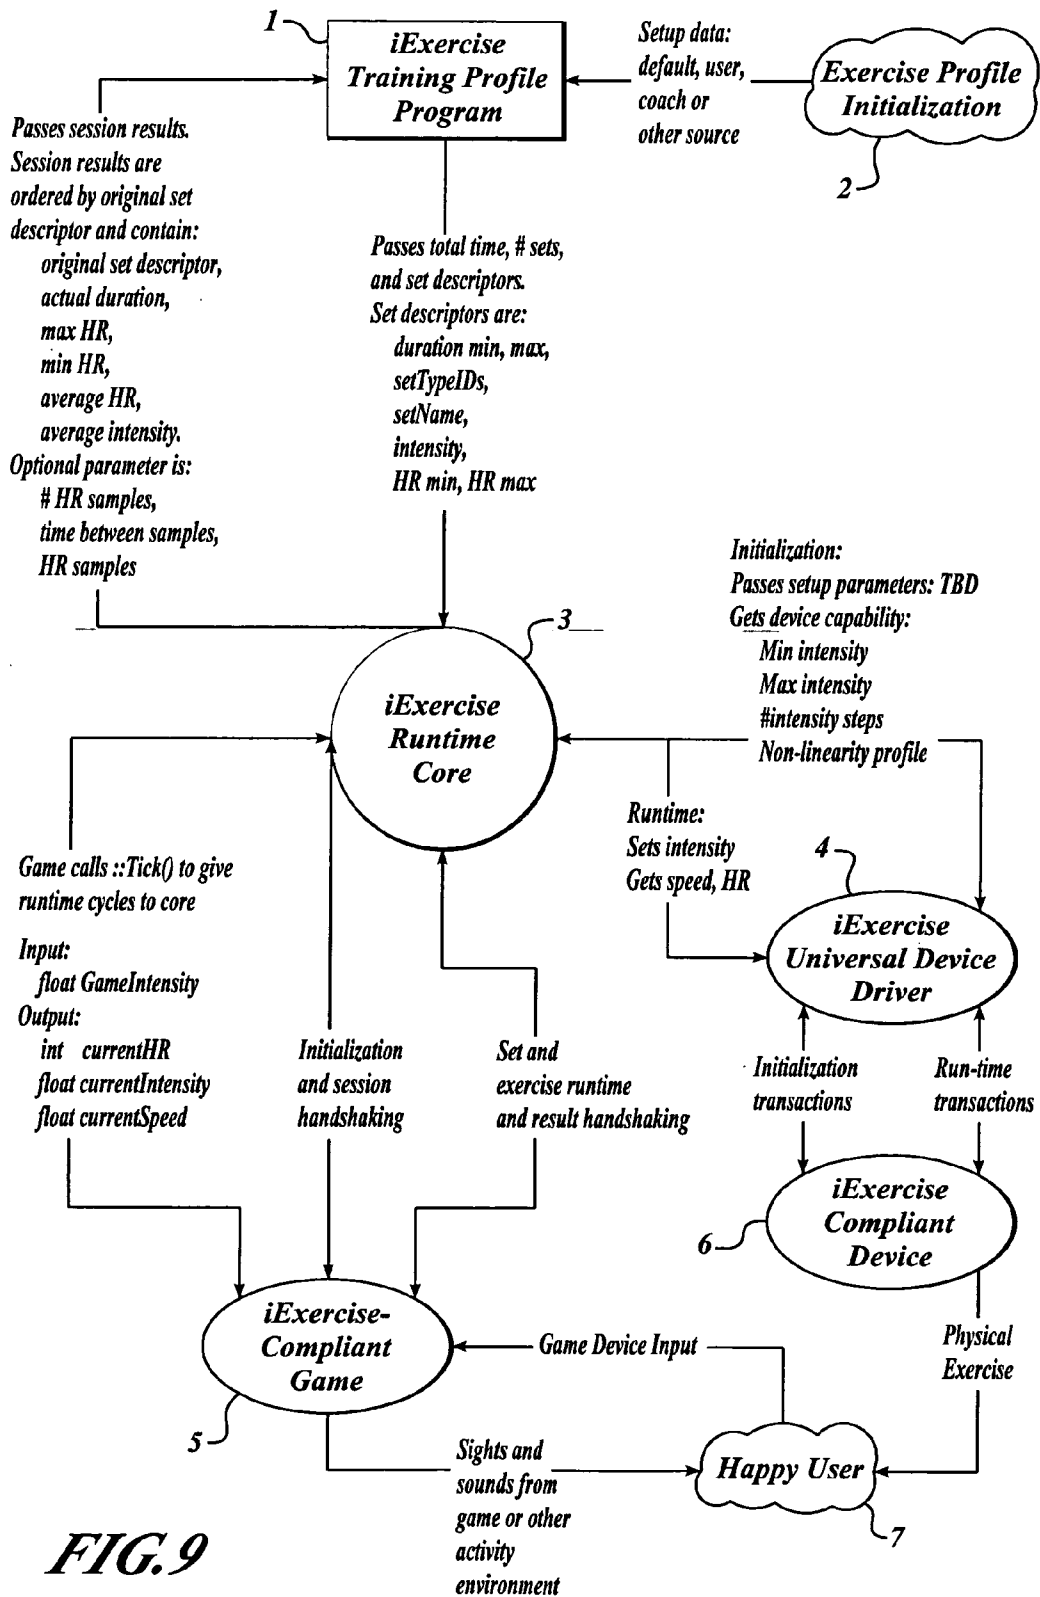 1
iExercise
Training Profile
Program
Setup data:
default, user,
coach or
other source
Exercise Profile
Initialization
2
Passes session results.
Session results are
ordered by original set
descriptor and contain:
original set descriptor,
actual duration,
max HR,
min HR,
average HR,
average intensity.
Optional parameter is:
# HR samples,
time between samples,
HR samples
Passes total time, # sets,
and set descriptors.
Set descriptors are:
duration min, max,
setTypeIDs,
setName,
intensity,
HR min, HR max
Initialization:
Passes setup parameters: TBD
Gets device capability:
Min intensity
Max intensity
#intensity steps
Non-linearity profile
3
iExercise
Runtime
Core
Runtime:
Sets intensity
Gets speed, HR
4
iExercise
Universal Device
Driver
Game calls ::Tick() to give
runtime cycles to core
Input:
float GameIntensity
Output:
int currentHR
float currentIntensity
float currentSpeed
Initialization
and session
handshaking
Set and
exercise runtime
and result handshaking
Initialization
transactions
Run-time
transactions
iExercise
Compliant
Device
6
iExercise-
Compliant
Game
5
Game Device Input
Physical
Exercise
Sights and
sounds from
game or other
activity
environment
Happy User
7
FIG.9